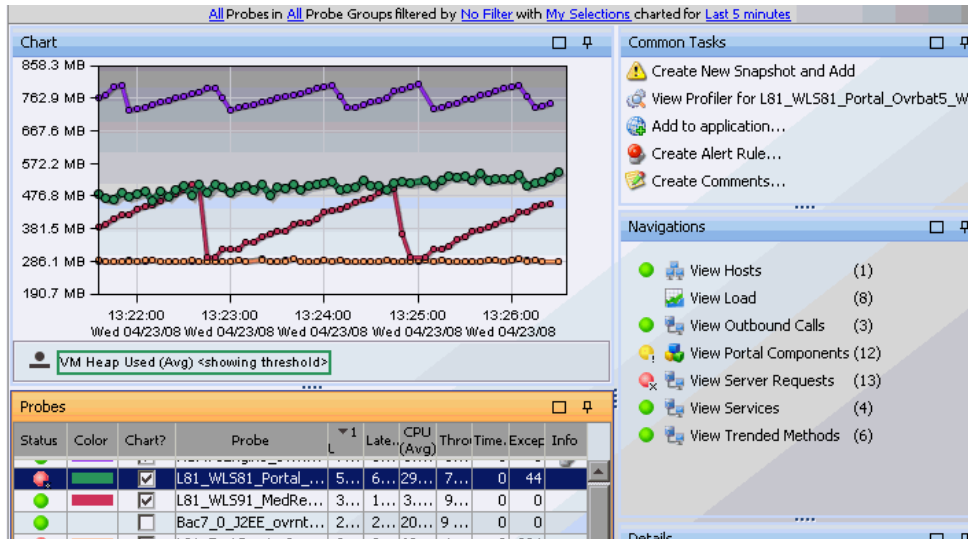 All Probes in All Probe Groups filtered by No Filter with My Selections charted for Last 5 minutes
Chart
858.3 MB
762.9 MB
667.6 MB
572.2 MB
476.8 MB
381.5 MB
286.1 MB
190.7 MB
13:22:00 13:23:00 13:24:00 13:25:00 13:26:00
Wed 04/23/08 Wed 04/23/08 Wed 04/23/08 Wed 04/23/08 Wed 04/23/08
VM Heap Used (Avg) <showing threshold>
Probes
Status Color Chart? Probe 1 L Late.. CPU (Avg) Thro Time. Excep Info
L81_WLS81_Portal_... 5... 6... 29... 7... 0 44
L81_WLS91_MedRe... 3... 1... 3.... 9... 0 0
Bac7_0_J2EE_ovrnt... 2... 2... 20... 9 ... 0 0
Common Tasks
Create New Snapshot and Add
View Profiler for L81_WLS81_Portal_Ovrbat5_W
Add to application...
Create Alert Rule...
Create Comments...
Navigations
View Hosts (1)
View Load (8)
View Outbound Calls (3)
View Portal Components (12)
View Server Requests (13)
View Services (4)
View Trended Methods (6)
Details